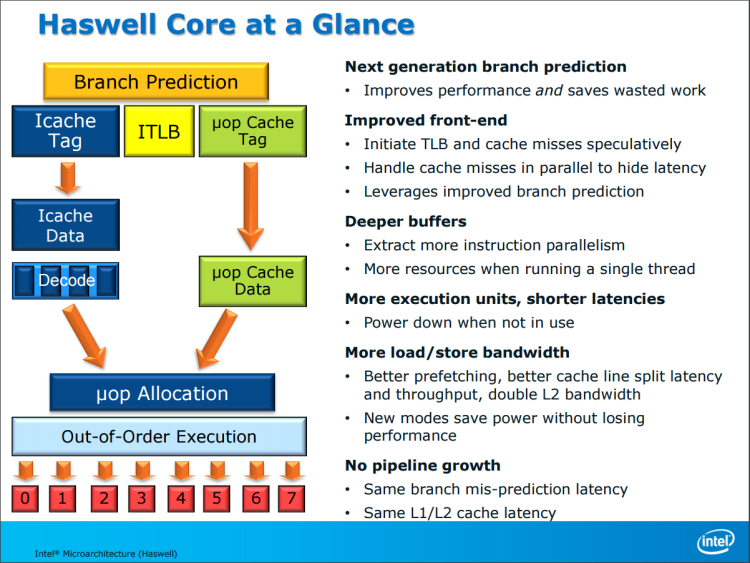 Haswell Core at a Glance
Branch Prediction
Icache
Tag
ITLB
μop Cache
Tag
Icache
Data
Decode
μop Cache
Data
μop Allocation
Out-of-Order Execution
0 1 2 3 4 5 6 7
Next generation branch prediction
• Improves performance and saves wasted work
Improved front-end
• Initiate TLB and cache misses speculatively
• Handle cache misses in parallel to hide latency
• Leverages improved branch prediction
Deeper buffers
• Extract more instruction parallelism
• More resources when running a single thread
More execution units, shorter latencies
• Power down when not in use
More load/store bandwidth
• Better prefetching, better cache line split latency
and throughput, double L2 bandwidth
• New modes save power without losing
performance
No pipeline growth
• Same branch mis-prediction latency
• Same L1/L2 cache latency
Intel® Microarchitecture (Haswell)
intel